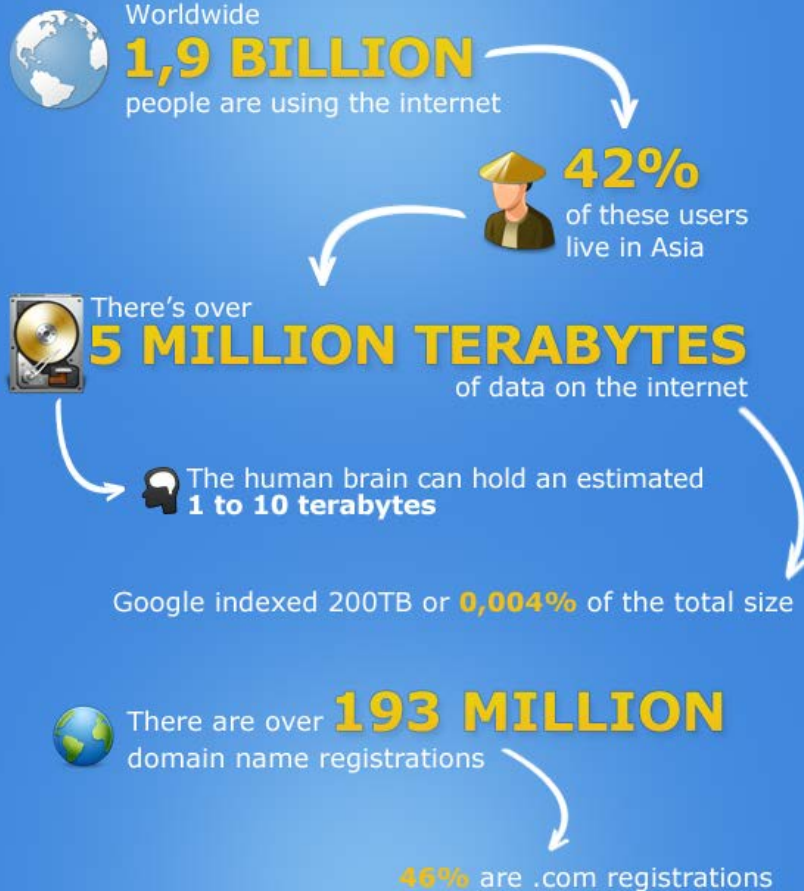 Worldwide
1,9 BILLION
people are using the internet
42%
of these users
live in Asia
There's over
5 MILLION TERABYTES
of data on the internet
The human brain can hold an estimated
1 to 10 terabytes
Google indexed 200TB or 0,004% of the total size
There are over 193 MILLION
domain name registrations
46% are .com registrations